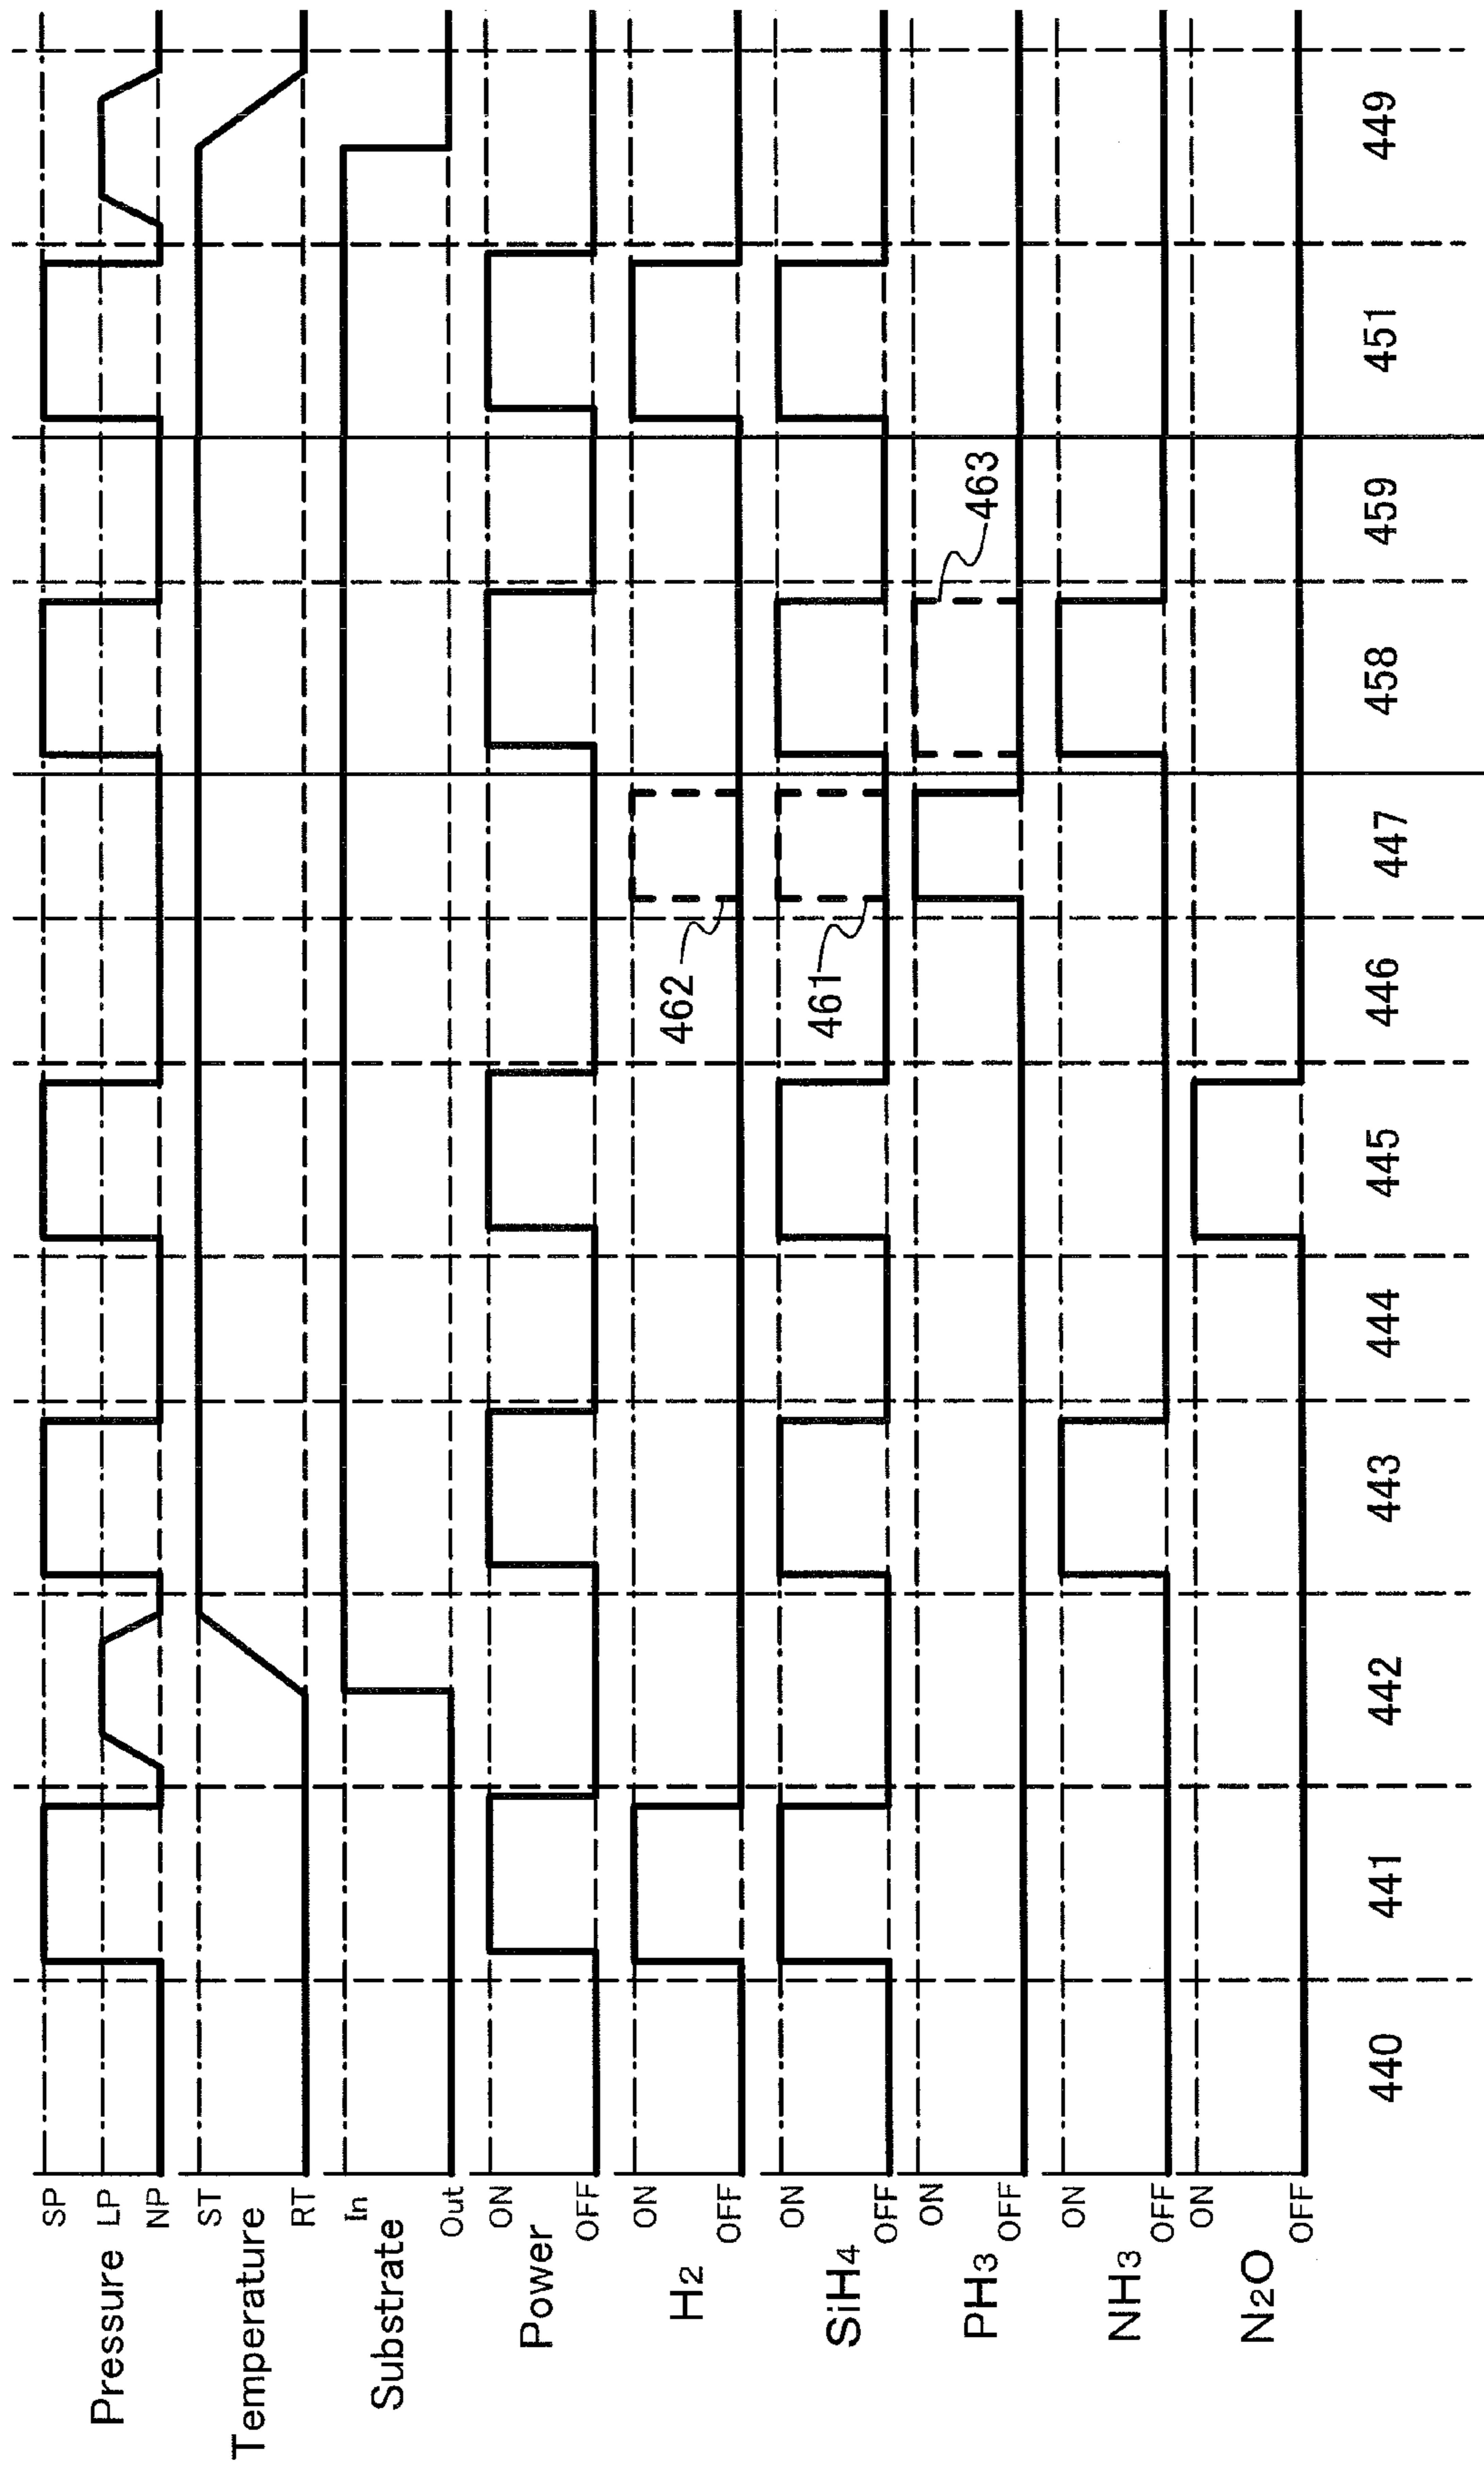 Pressure
SP
LP
NP
Temperature
ST
RT
Substrate
In
Out
Power
ON
OFF
H2
ON
OFF
SiH4
ON
OFF
PH3
ON
OFF
NH3
ON
OFF
N2O
ON
OFF
462
461
463
440 441 442 443 444 445 446 447 458 459 451 449